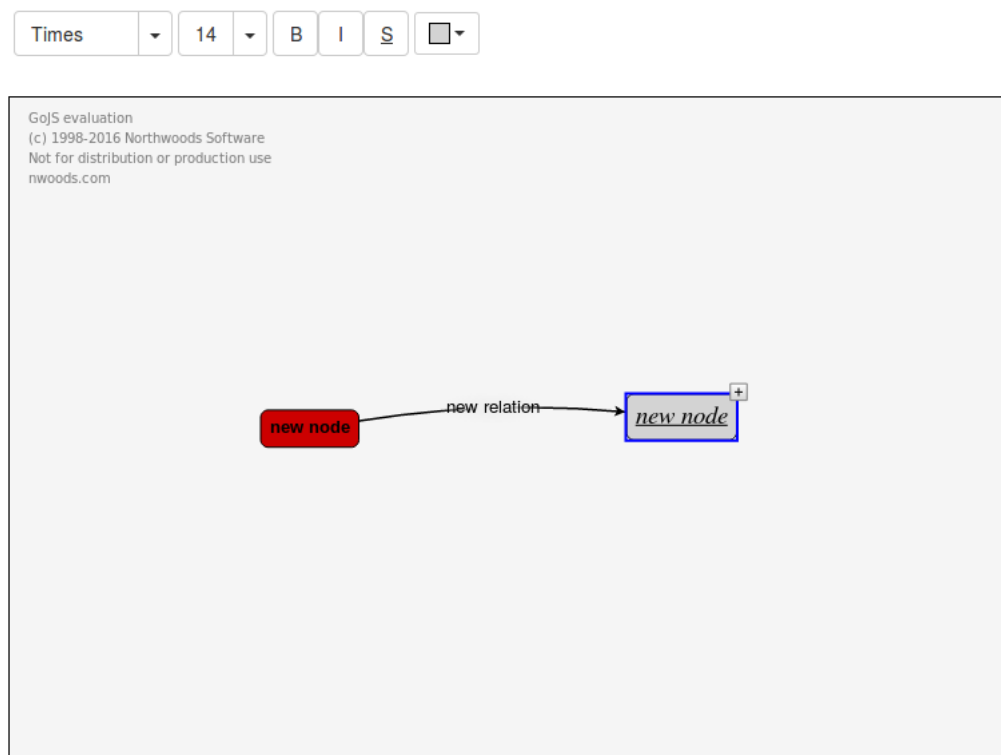 Times 14 B I S
GoJS evaluation
(c) 1998-2016 Northwoods Software
Not for distribution or production use
nwoods.com
new relation
new node
new node